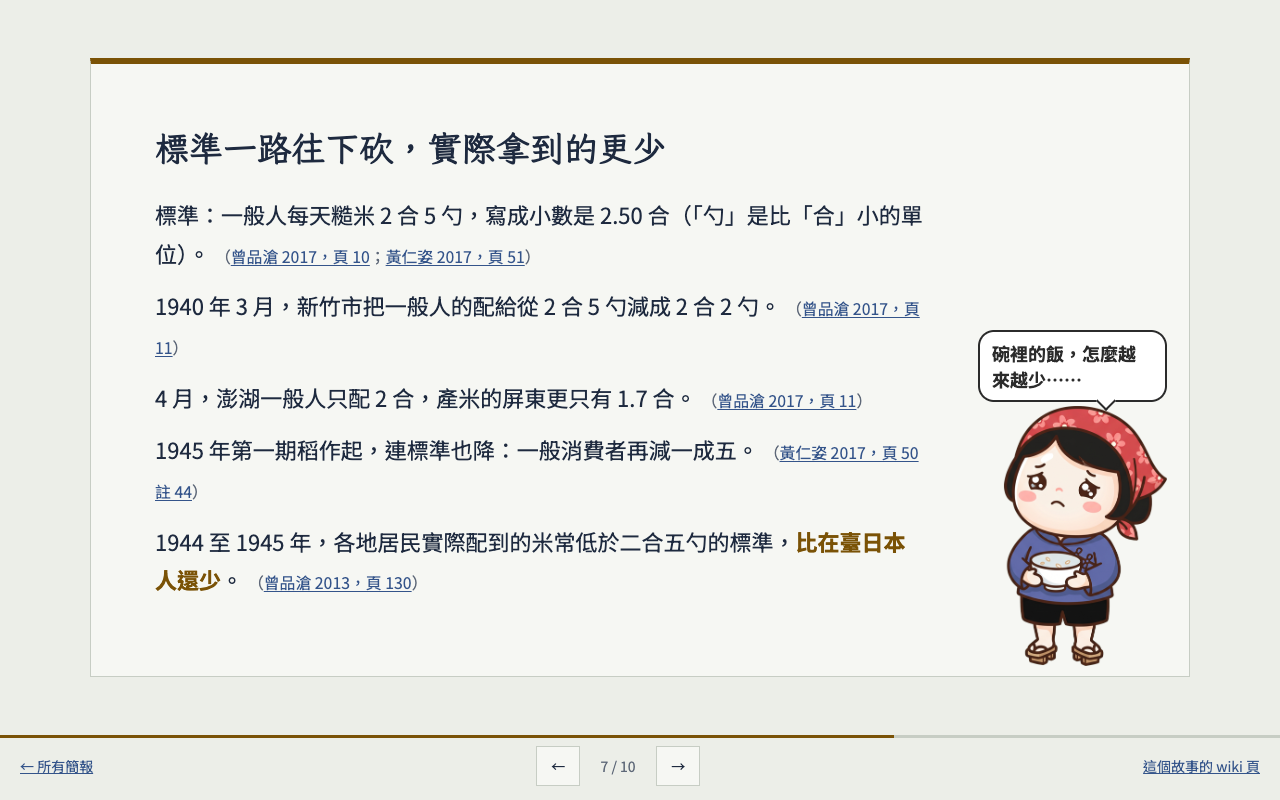 標準一路往下砍，實際拿到的更少
標準：一般人每天糙米 2 合 5 勺，寫成小數是 2.50 合（「勺」是比「合」小的單
位）。（曾品滄 2017，頁 10；黃仁姿 2017，頁 51）
1940 年 3 月，新竹市把一般人的配給從 2 合 5 勺減成 2 合 2 勺。（曾品滄 2017，頁
11）
4 月，澎湖一般人只配 2 合，產米的屏東更只有 1.7 合。（曾品滄 2017，頁 11）
1945 年第一期稻作起，連標準也降：一般消費者再減一成五。（黃仁姿 2017，頁 50
註 44）
1944 至 1945 年，各地居民實際配到的米常低於二合五勺的標準，比在臺日本
人還少。（曾品滄 2013，頁 130）
碗裡的飯，怎麼越
來越少⋯⋯
← 所有簡報
←
7 / 10
→
這個故事的 wiki 頁